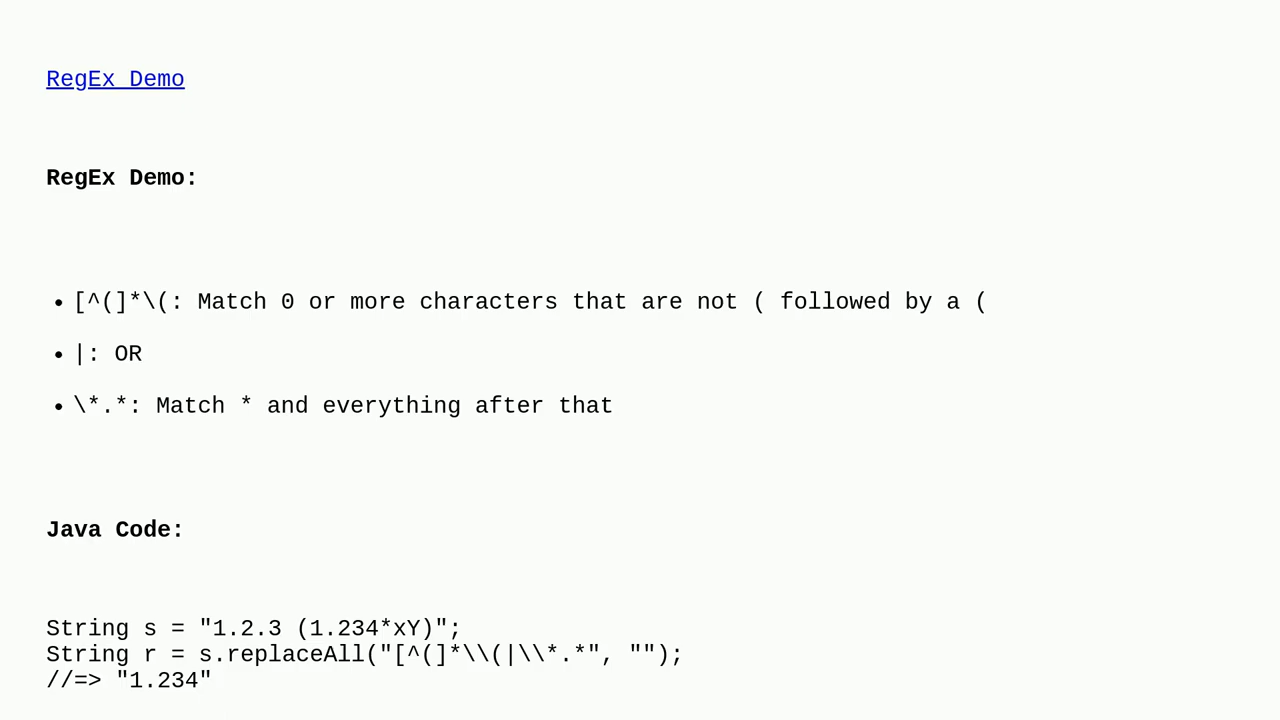 RegEx Demo
RegEx Demo:
• [^(]*\(: Match 0 or more characters that are not ( followed by a (
• |: OR
• \*.*: Match * and everything after that
Java Code:
String s = "1.2.3 (1.234*xY)";
String r = s.replaceAll("[^(]*\\(|\\*.*", "");
//=> "1.234"